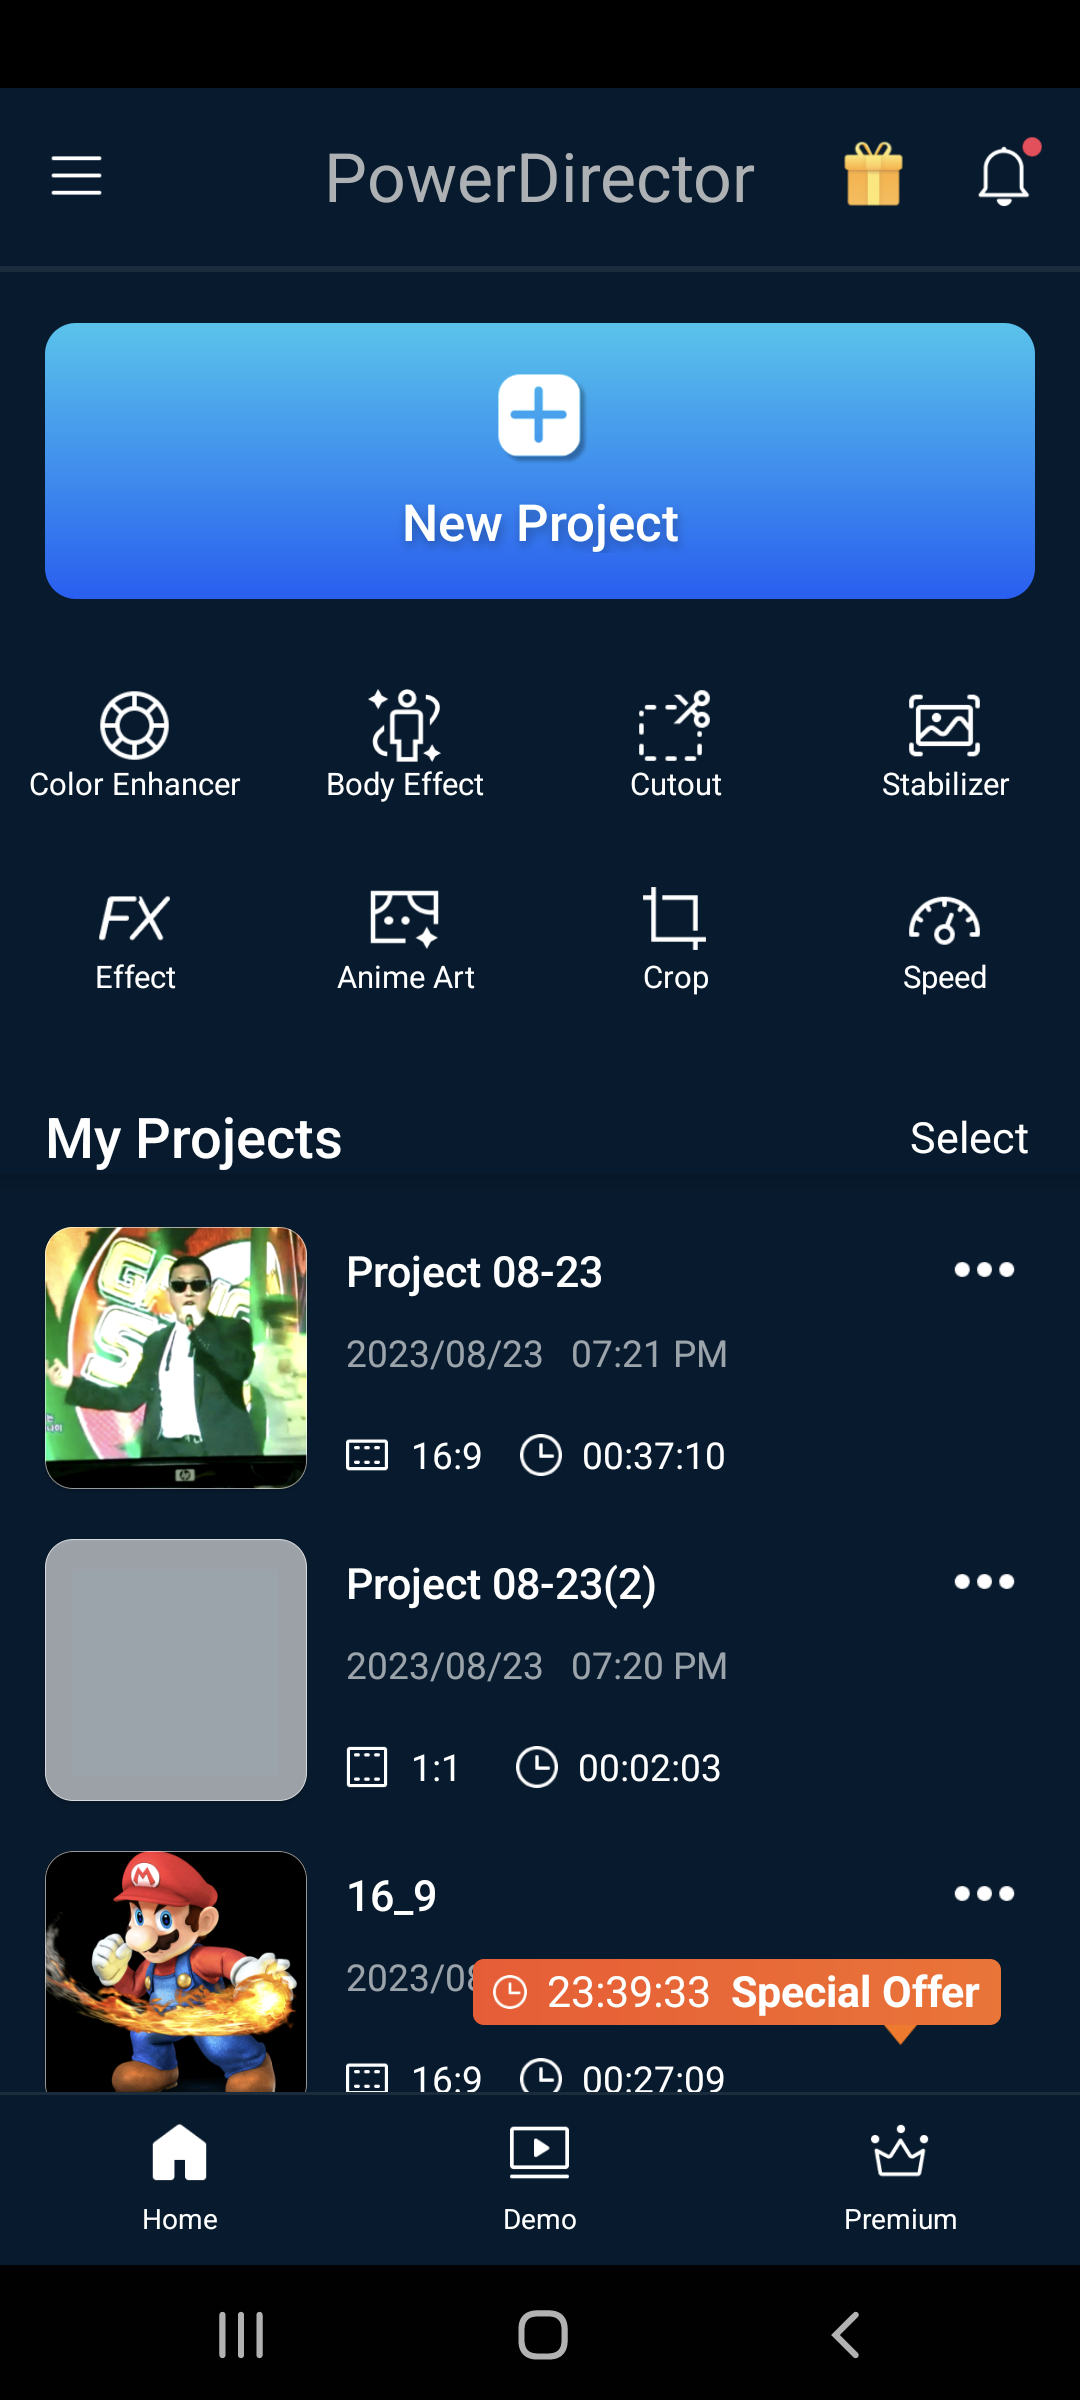 PowerDirector
New Project
Color Enhancer
Body Effect
Cutout
Stabilizer
FX
Effect
Anime Art
Crop
Speed
My Projects
Select
Project 08-23
2023/08/23 07:21 PM
16:9 00:37:10
Project 08-23(2)
2023/08/23 07:20 PM
1:1 00:02:03
16_9
2023/08
23:39:33 Special Offer
16:9 00:27:09
Home
Demo
Premium
M
hp